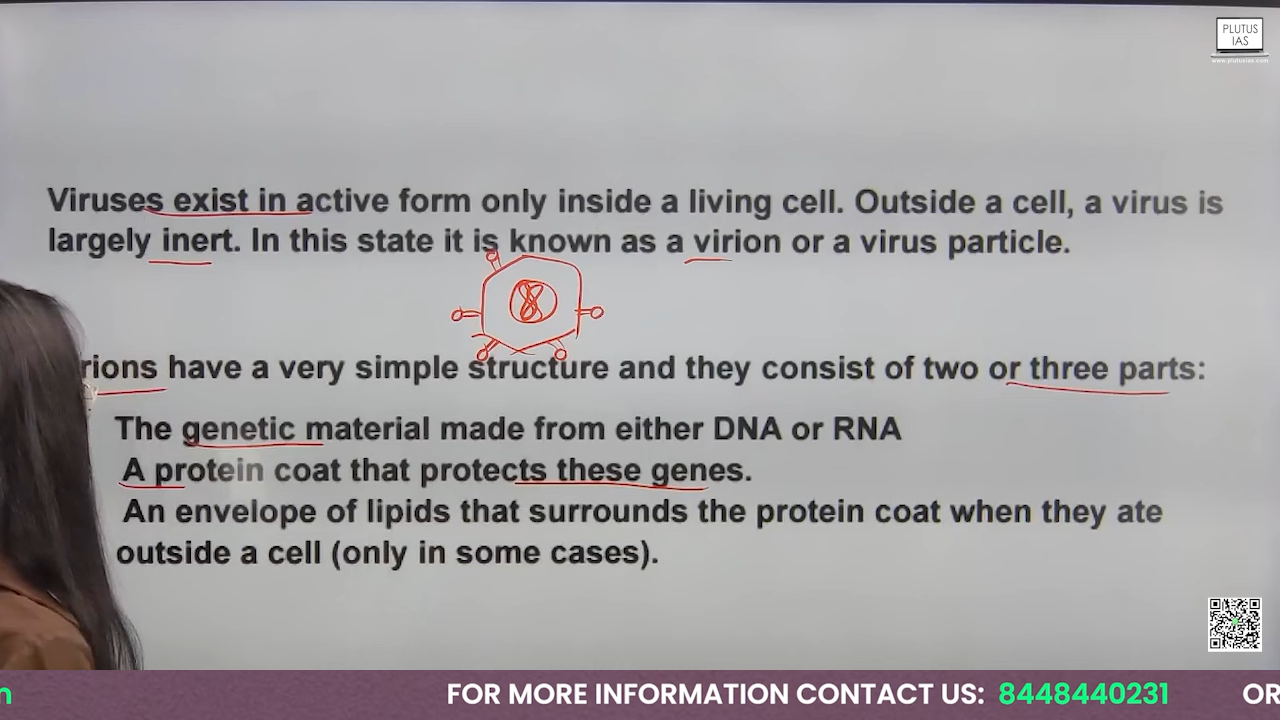 PLUTUS
IAS
www.plutusias.com
Viruses exist in active form only inside a living cell. Outside a cell, a virus is
largely inert. In this state it is known as a virion or a virus particle.
rions have a very simple structure and they consist of two or three parts:
The genetic material made from either DNA or RNA
A protein coat that protects these genes.
An envelope of lipids that surrounds the protein coat when they ate
outside a cell (only in some cases).
n FOR MORE INFORMATION CONTACT US: 8448440231 OR